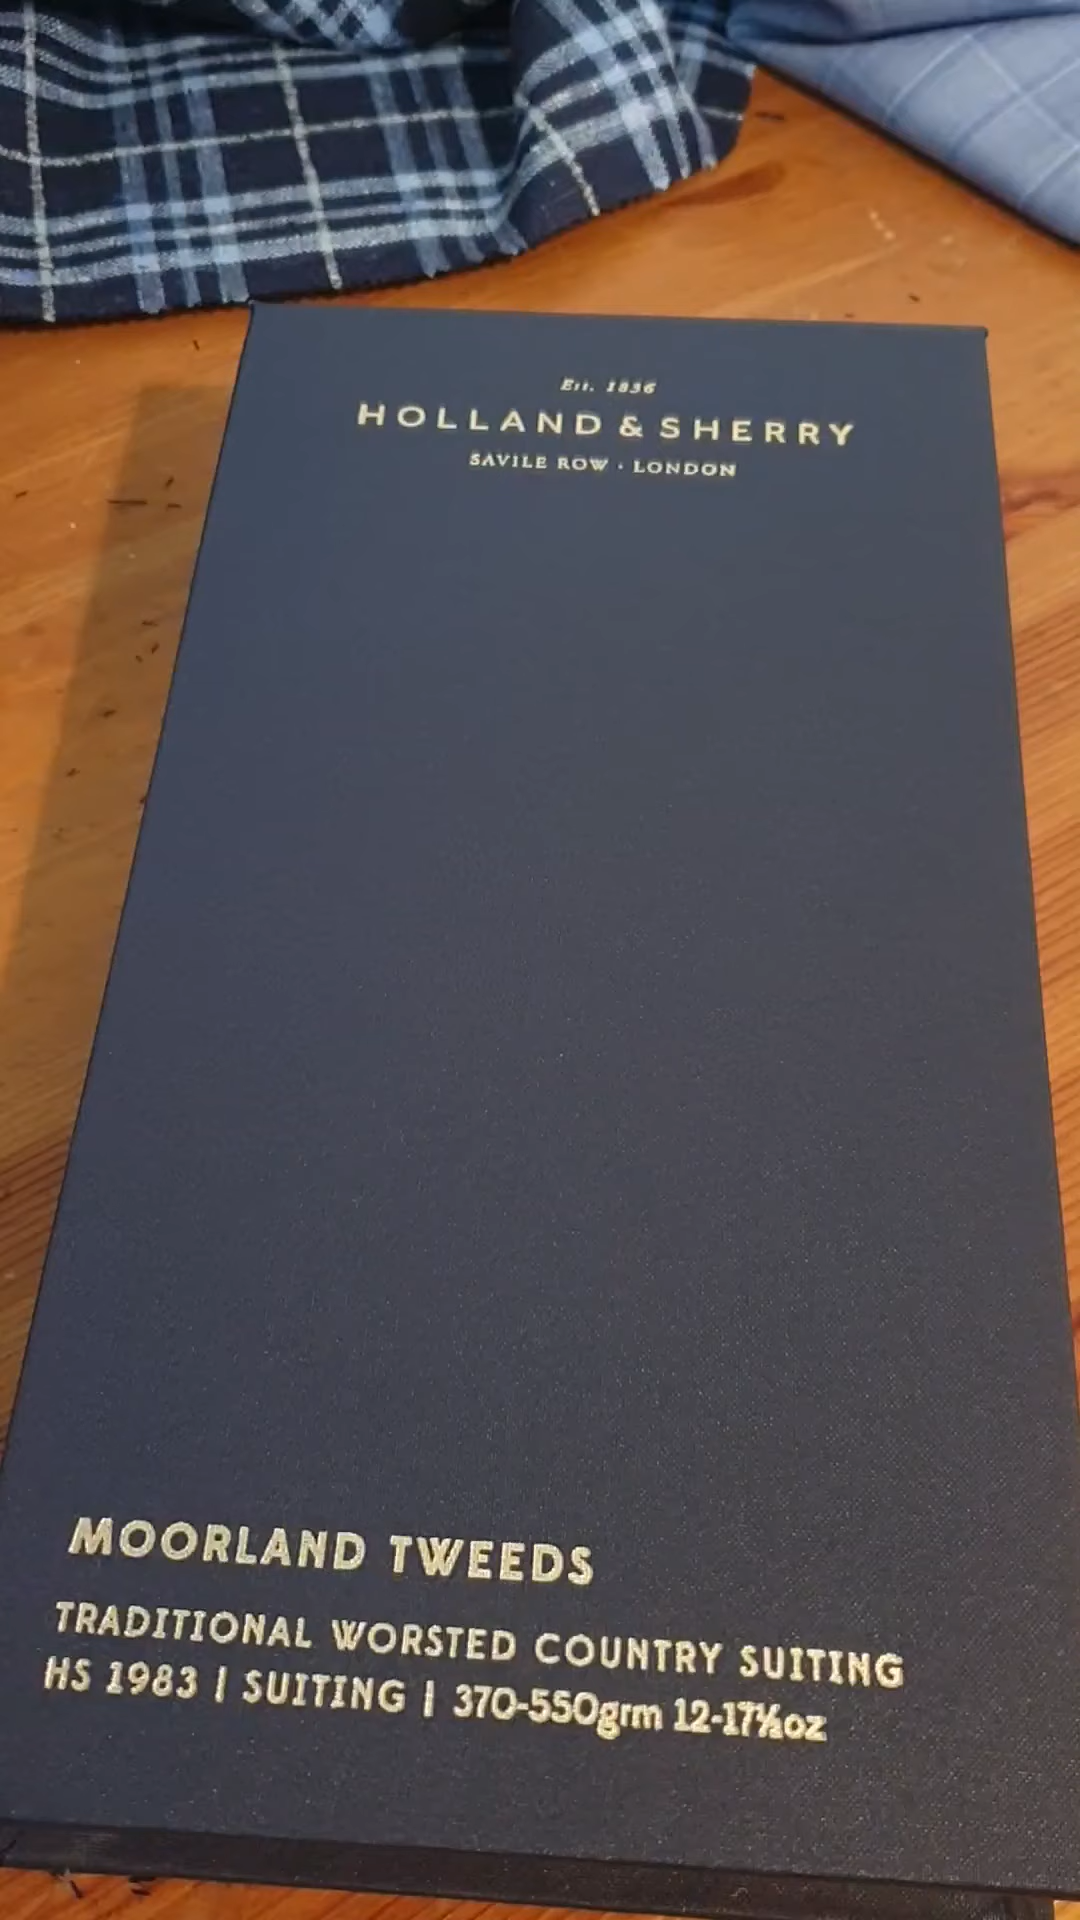 Est. 1836
HOLLAND & SHERRY
SAVILE ROW · LONDON
MOORLAND TWEEDS
TRADITIONAL WORSTED COUNTRY SUITING
HS 1983 | SUITING | 370-550grm 12-17½oz